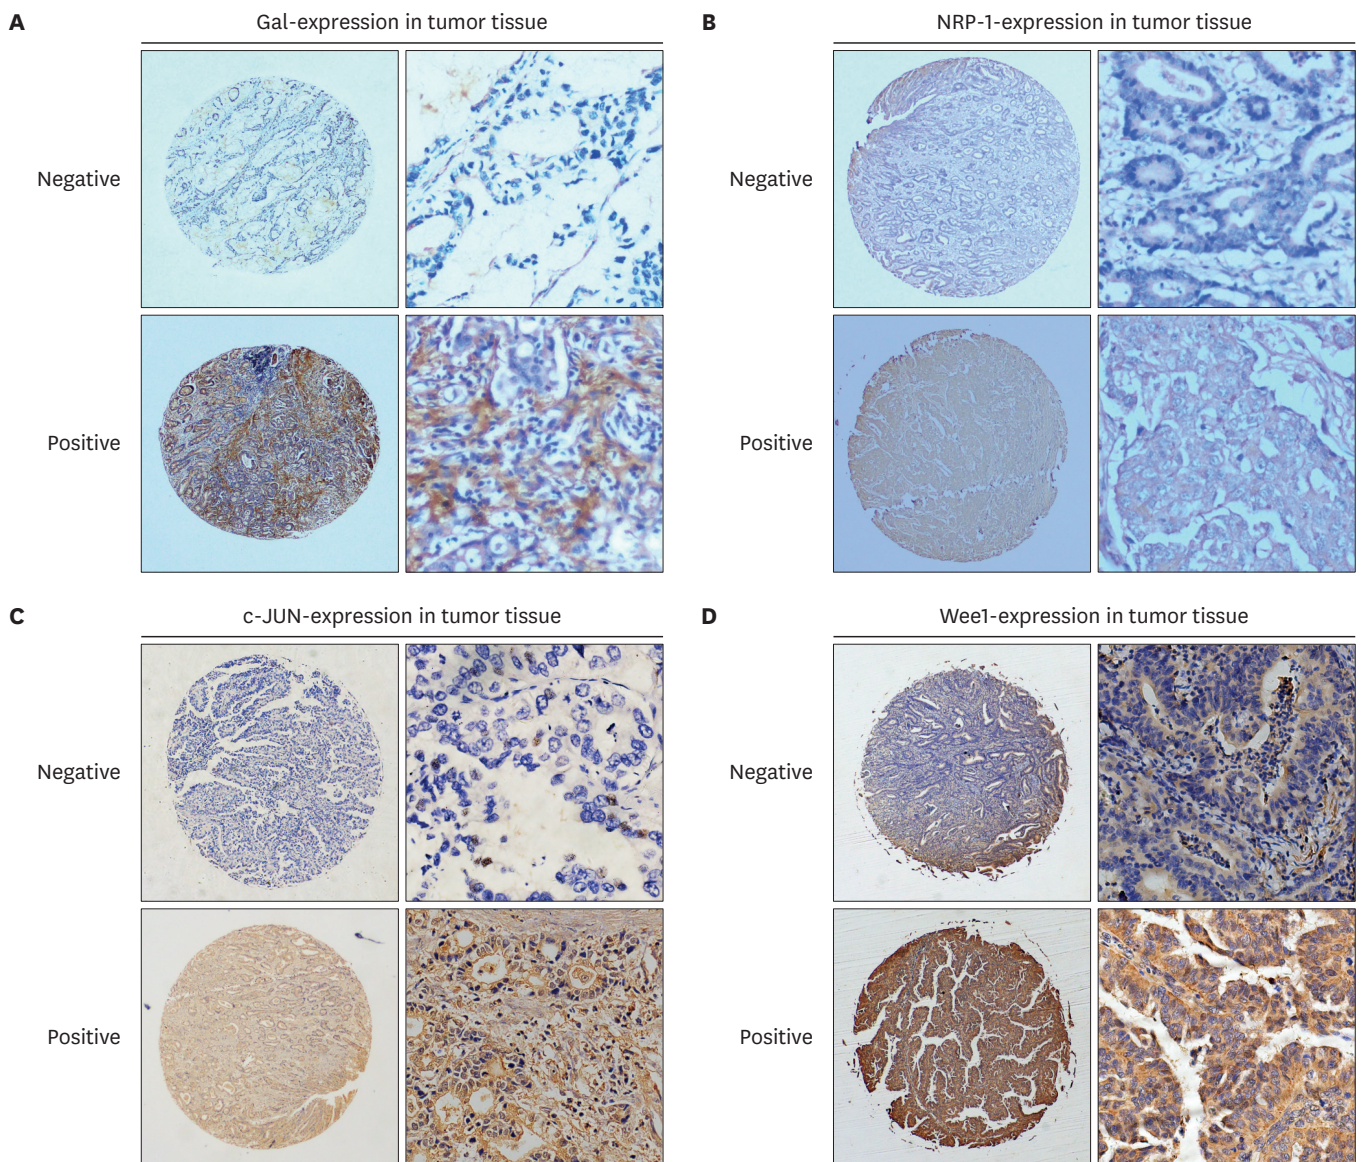 A
Gal-expression in tumor tissue
Negative
Positive
B
NRP-1-expression in tumor tissue
Negative
Positive
C
c-JUN-expression in tumor tissue
Negative
Positive
D
Wee1-expression in tumor tissue
Negative
Positive